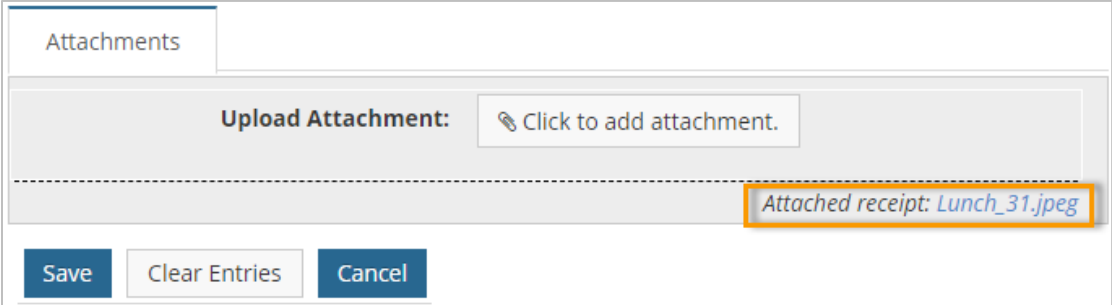 Attachments
Upload Attachment: Click to add attachment.
Attached receipt: Lunch_31.jpeg
Save Clear Entries Cancel